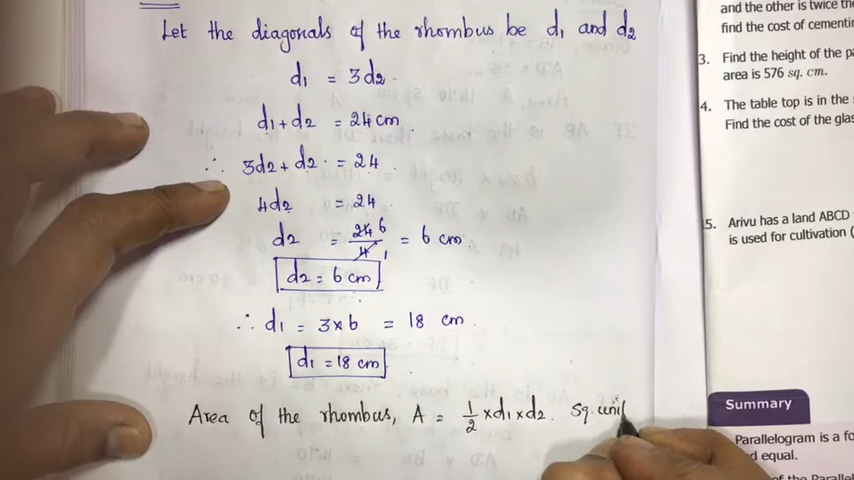 Let the diagonals of the rhombus be d₁ and d₂
d₁ = 3d₂.
d₁ + d₂ = 24 cm.
∴ 3d₂ + d₂. = 24.
4d₂ = 24.
d₂ = 24/4 6 1 = 6 cm.
d₂ = 6 cm
∴ d₁ = 3×6 = 18 cm.
d₁ = 18 cm.
Area of the rhombus, A = 1/2 × d₁ × d₂. Sq. unit
and the other is twice
find the cost of
3. Find the height of the
area is 576 sq. cm.
4. The table top is in the
Find the cost of the
5. Arivu has a land ABCD
is used for cultivation
Summary
Parallelogram is a
equal.
of the